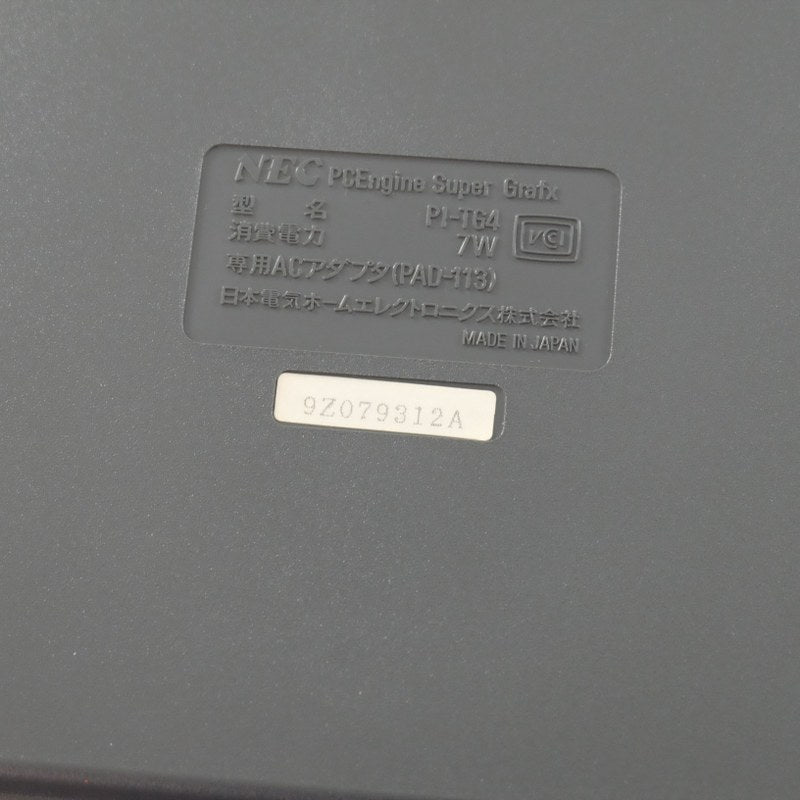 NEC PCEngine Super Grafx
型 名 PI-TG4
消費電力 7W
VCI
専用ACアダプタ(PAD-113)
日本電気ホームエレクトロニクス株式会社
MADE IN JAPAN
9Z079312A